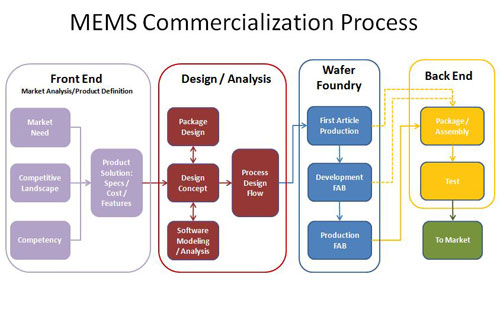 MEMS Commercialization Process
Front End
Market Analysis/Product Definition
Market
Need
Competitive
Landscape
Competency
Product
Solution:
Specs /
Cost /
Features
Design / Analysis
Package
Design
Design
Concept
Software
Modeling
/ Analysis
Process
Design
Flow
Wafer
Foundry
First Article
Production
Development
FAB
Production
FAB
Back End
Package /
Assembly
Test
To Market